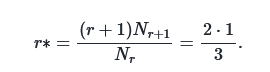 r* = \frac{(r+1)N_{r+1}}{N_r} = \frac{2 \cdot 1}{3}.